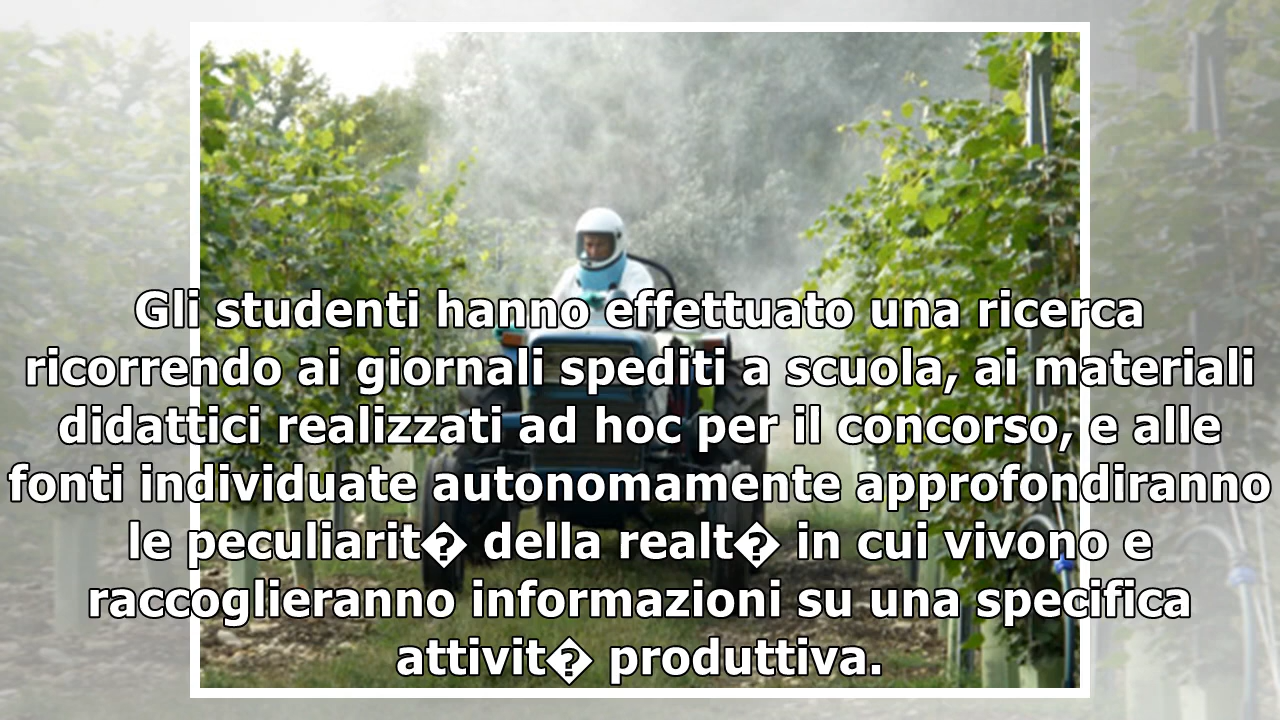 Gli studenti hanno effettuato una ricerca
ricorrendo ai giornali spediti a scuola, ai materiali
didattici realizzati ad hoc per il concorso, e alle
fonti individuate autonomamente approfondiranno
le peculiarit� della realt� in cui vivono e
raccoglieranno informazioni su una specifica
attivit� produttiva.